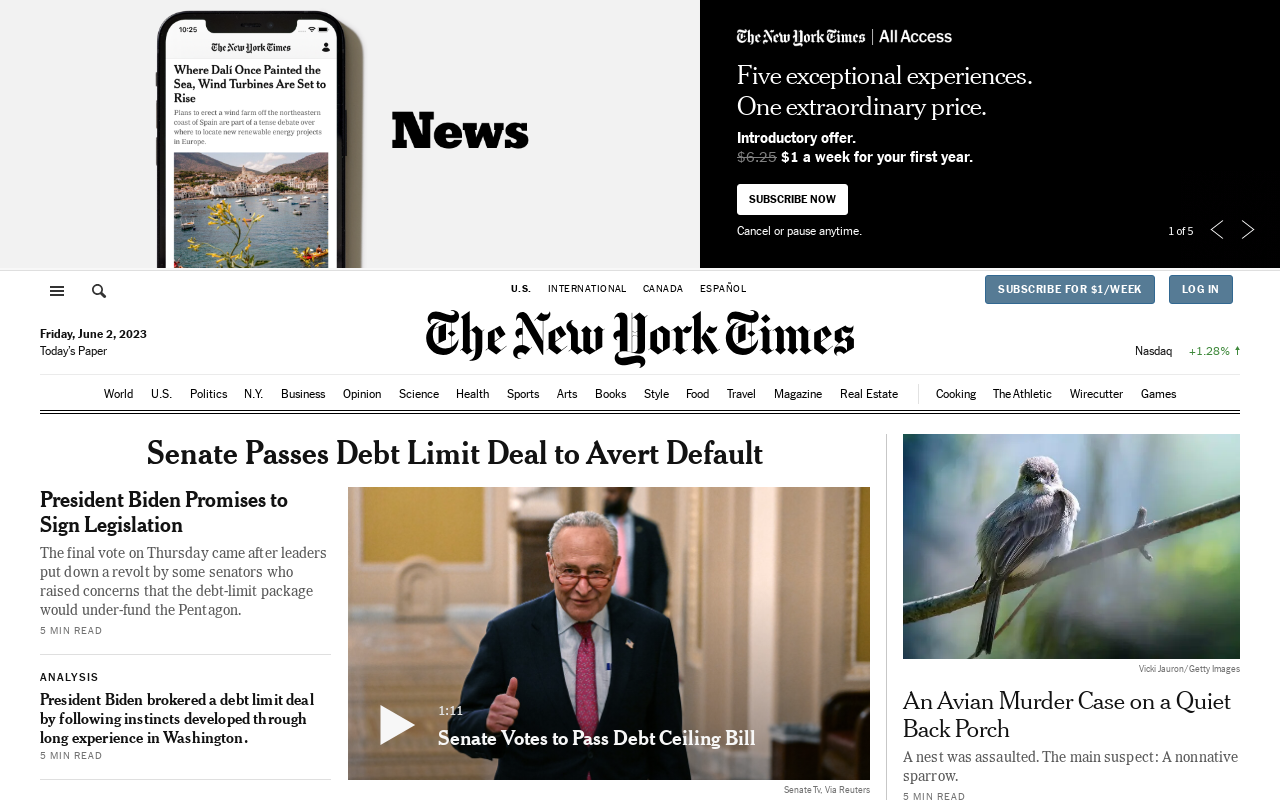 10:25
The New York Times
Where Dalí Once Painted the
Sea, Wind Turbines Are Set to
Rise
Plans to erect a wind farm off the northeastern
coast of Spain are part of a tense debate over
where to locate new renewable energy projects
in Europe.
News
The New York Times | All Access
Five exceptional experiences.
One extraordinary price.
Introductory offer.
$6.25 $1 a week for your first year.
SUBSCRIBE NOW
Cancel or pause anytime.
1 of 5
U.S. INTERNATIONAL CANADA ESPAÑOL
SUBSCRIBE FOR $1/WEEK
LOG IN
The New York Times
Friday, June 2, 2023
Today's Paper
Nasdaq +1.28%
World U.S. Politics N.Y. Business Opinion Science Health Sports Arts Books Style Food Travel Magazine Real Estate Cooking The Athletic Wirecutter Games
Senate Passes Debt Limit Deal to Avert Default
President Biden Promises to
Sign Legislation
The final vote on Thursday came after leaders
put down a revolt by some senators who
raised concerns that the debt-limit package
would under-fund the Pentagon.
5 MIN READ
ANALYSIS
President Biden brokered a debt limit deal
by following instincts developed through
long experience in Washington.
5 MIN READ
1:11
Senate Votes to Pass Debt Ceiling Bill
Senate Tv, Via Reuters
Vicki Jauron/Getty Images
An Avian Murder Case on a Quiet
Back Porch
A nest was assaulted. The main suspect: A nonnative
sparrow.
5 MIN READ